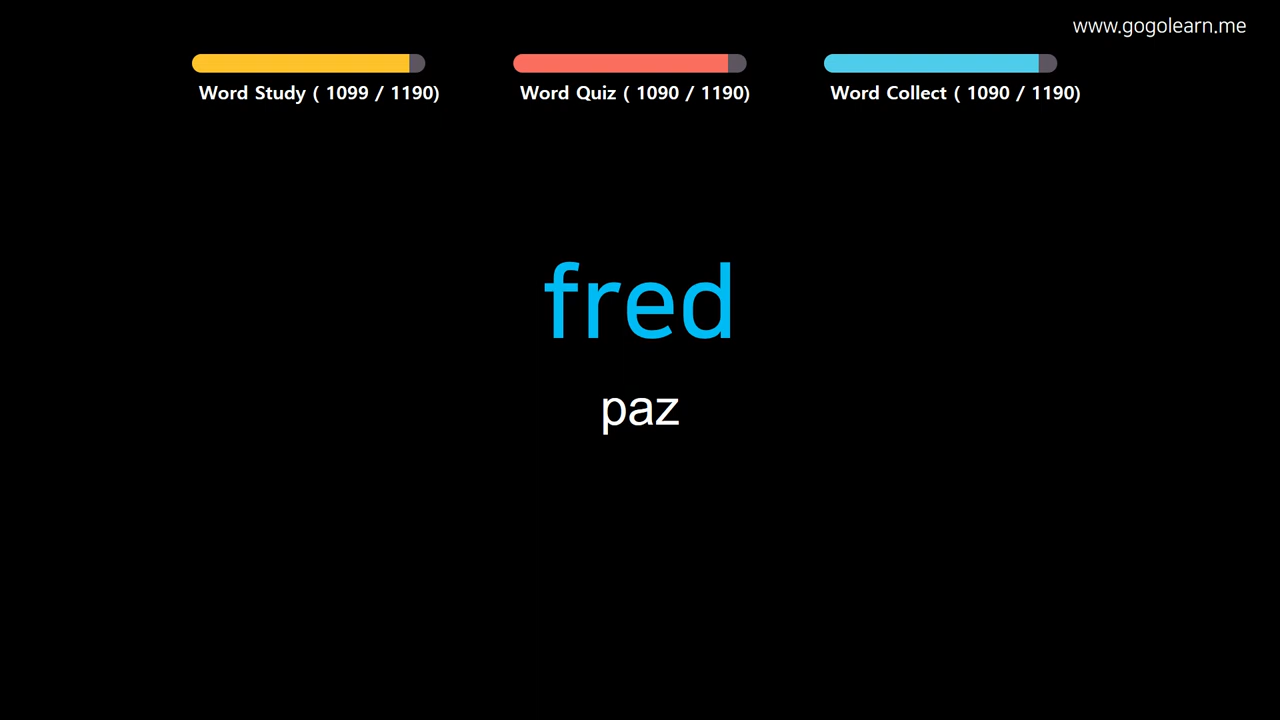 www.gogolearn.me
Word Study ( 1099 / 1190)
Word Quiz ( 1090 / 1190)
Word Collect ( 1090 / 1190)
fred
paz